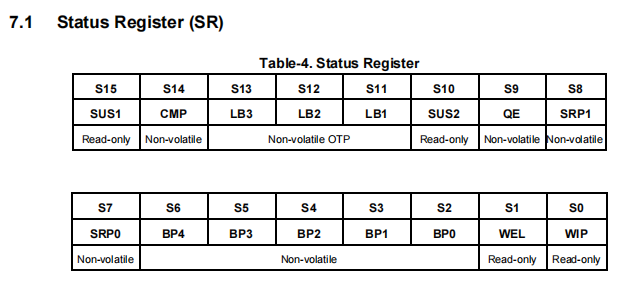 7.1 Status Register (SR)
Table-4. Status Register
S15 S14 S13 S12 S11 S10 S9 S8
SUS1 CMP LB3 LB2 LB1 SUS2 QE SRP1
Read-only Non-volatile Non-volatile OTP Read-only Non-volatile Non-volatile
S7 S6 S5 S4 S3 S2 S1 S0
SRP0 BP4 BP3 BP2 BP1 BP0 WEL WIP
Non-volatile Non-volatile Read-only Read-only